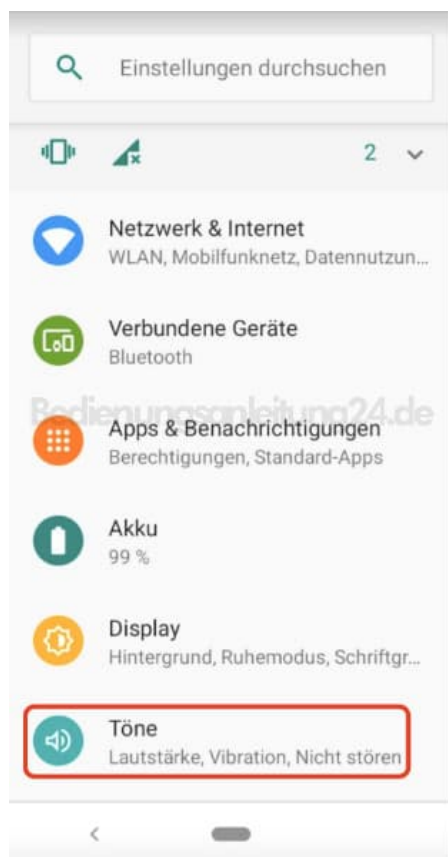 Einstellungen durchsuchen
2
Netzwerk & Internet
WLAN, Mobilfunknetz, Datennutzun...
Verbundene Geräte
Bluetooth
Bedienungsanleitung24.de
Apps & Benachrichtigungen
Berechtigungen, Standard-Apps
Akku
99 %
Display
Hintergrund, Ruhemodus, Schriftgr...
Töne
Lautstärke, Vibration, Nicht stören